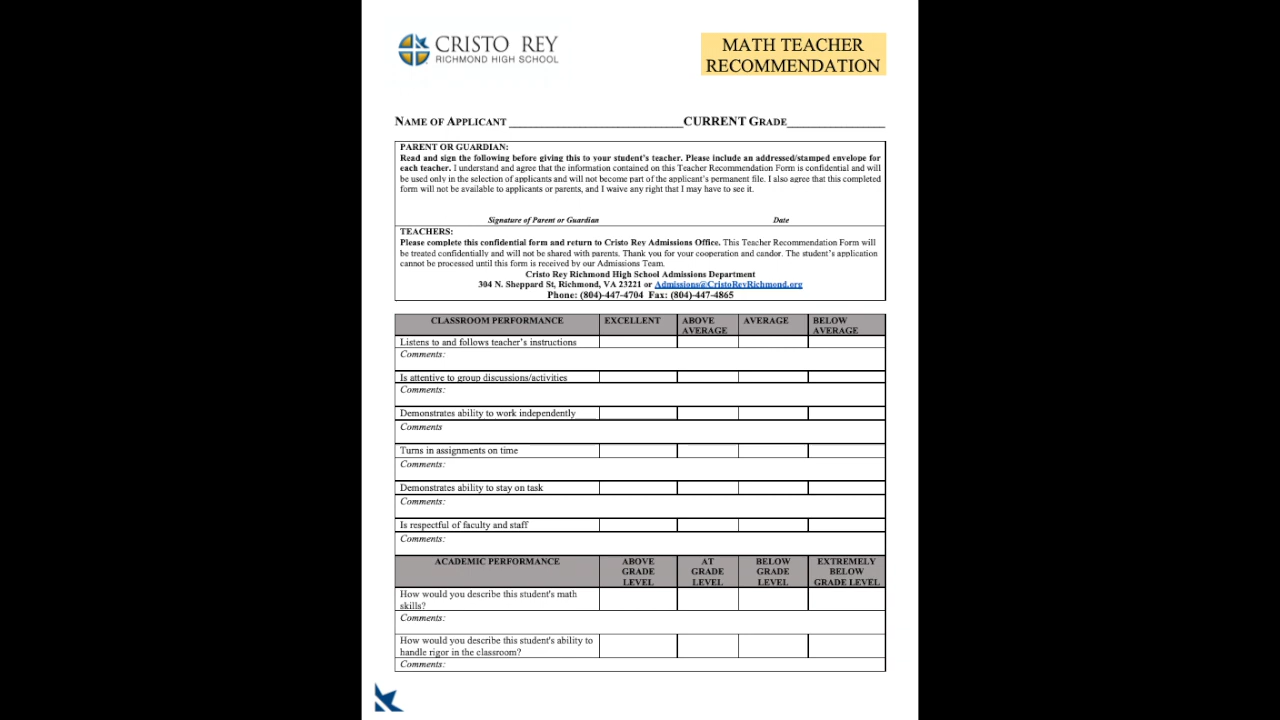 CRISTO REY
RICHMOND HIGH SCHOOL
MATH TEACHER
RECOMMENDATION
NAME OF APPLICANT ____________________________CURRENT GRADE________________
PARENT OR GUARDIAN:
Read and sign the following before giving this to your student's teacher. Please include an addressed/stamped envelope for
each teacher. I understand and agree that the information contained on this Teacher Recommendation Form is confidential and will
be used only in the selection of applicants and will not become part of the applicant's permanent file. I also agree that this completed
form will not be available to applicants or parents, and I waive any right that I may have to see it.
Signature of Parent or Guardian Date
TEACHERS:
Please complete this confidential form and return to Cristo Rey Admissions Office. This Teacher Recommendation Form will
be treated confidentially and will not be shared with parents. Thank you for your cooperation and candor. The student's application
cannot be processed until this form is received by our Admissions Team.
Cristo Rey Richmond High School Admissions Department
304 N. Sheppard St, Richmond, VA 23221 or Admissions@CristoReyRichmond.org
Phone: (804)-447-4704 Fax: (804)-447-4865
CLASSROOM PERFORMANCE EXCELLENT ABOVE AVERAGE AVERAGE BELOW AVERAGE
Listens to and follows teacher's instructions
Comments:
Is attentive to group discussions/activities
Comments:
Demonstrates ability to work independently
Comments
Turns in assignments on time
Comments:
Demonstrates ability to stay on task
Comments:
Is respectful of faculty and staff
Comments:
ACADEMIC PERFORMANCE ABOVE GRADE LEVEL AT GRADE LEVEL BELOW GRADE LEVEL EXTREMELY BELOW GRADE LEVEL
How would you describe this student's math
skills?
Comments:
How would you describe this student's ability to
handle rigor in the classroom?
Comments: